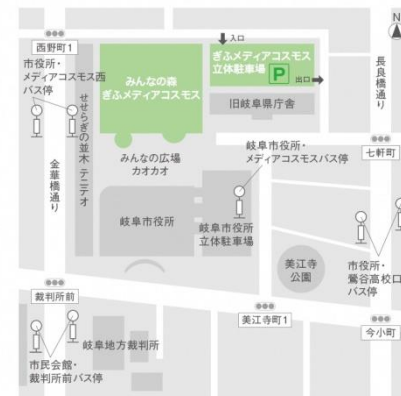 入口
N
西野町1
市役所・
メディアコスモス西
バス停
みんなの森
ぎふメディアコスモス
ぎふメディアコスモス
立体駐車場
P
出口
長良橋通り
旧岐阜県庁舎
せせらぎの並木 テニテオ
金華橋通り
みんなの広場
カオカオ
岐阜市役所・
メディアコスモスバス停
七軒町
岐阜市役所
岐阜市役所
立体駐車場
美江寺
公園
市役所・
鶯谷高校口
バス停
裁判所前
美江寺町1
今小町
岐阜地方裁判所
市民会館・
裁判所前バス停